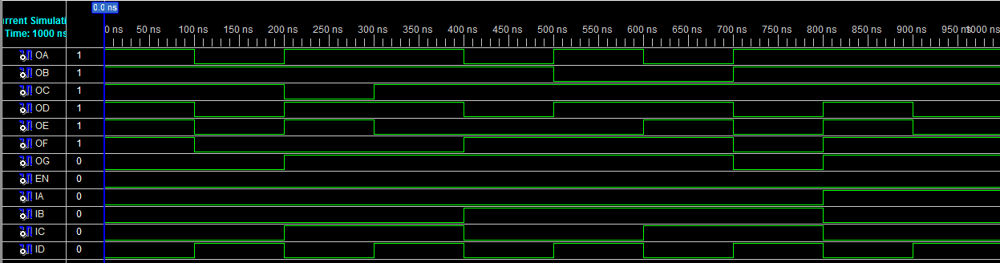 0.0 ns
urrent Simulati
Time: 1000 ns
0 ns 50 ns 100 ns 150 ns 200 ns 250 ns 300 ns 350 ns 400 ns 450 ns 500 ns 550 ns 600 ns 650 ns 700 ns 750 ns 800 ns 850 ns 900 ns 950 ns 1000 ns
OA 1
OB 1
OC 1
OD 1
OE 1
OF 1
OG 0
EN 0
IA 0
IB 0
IC 0
ID 0